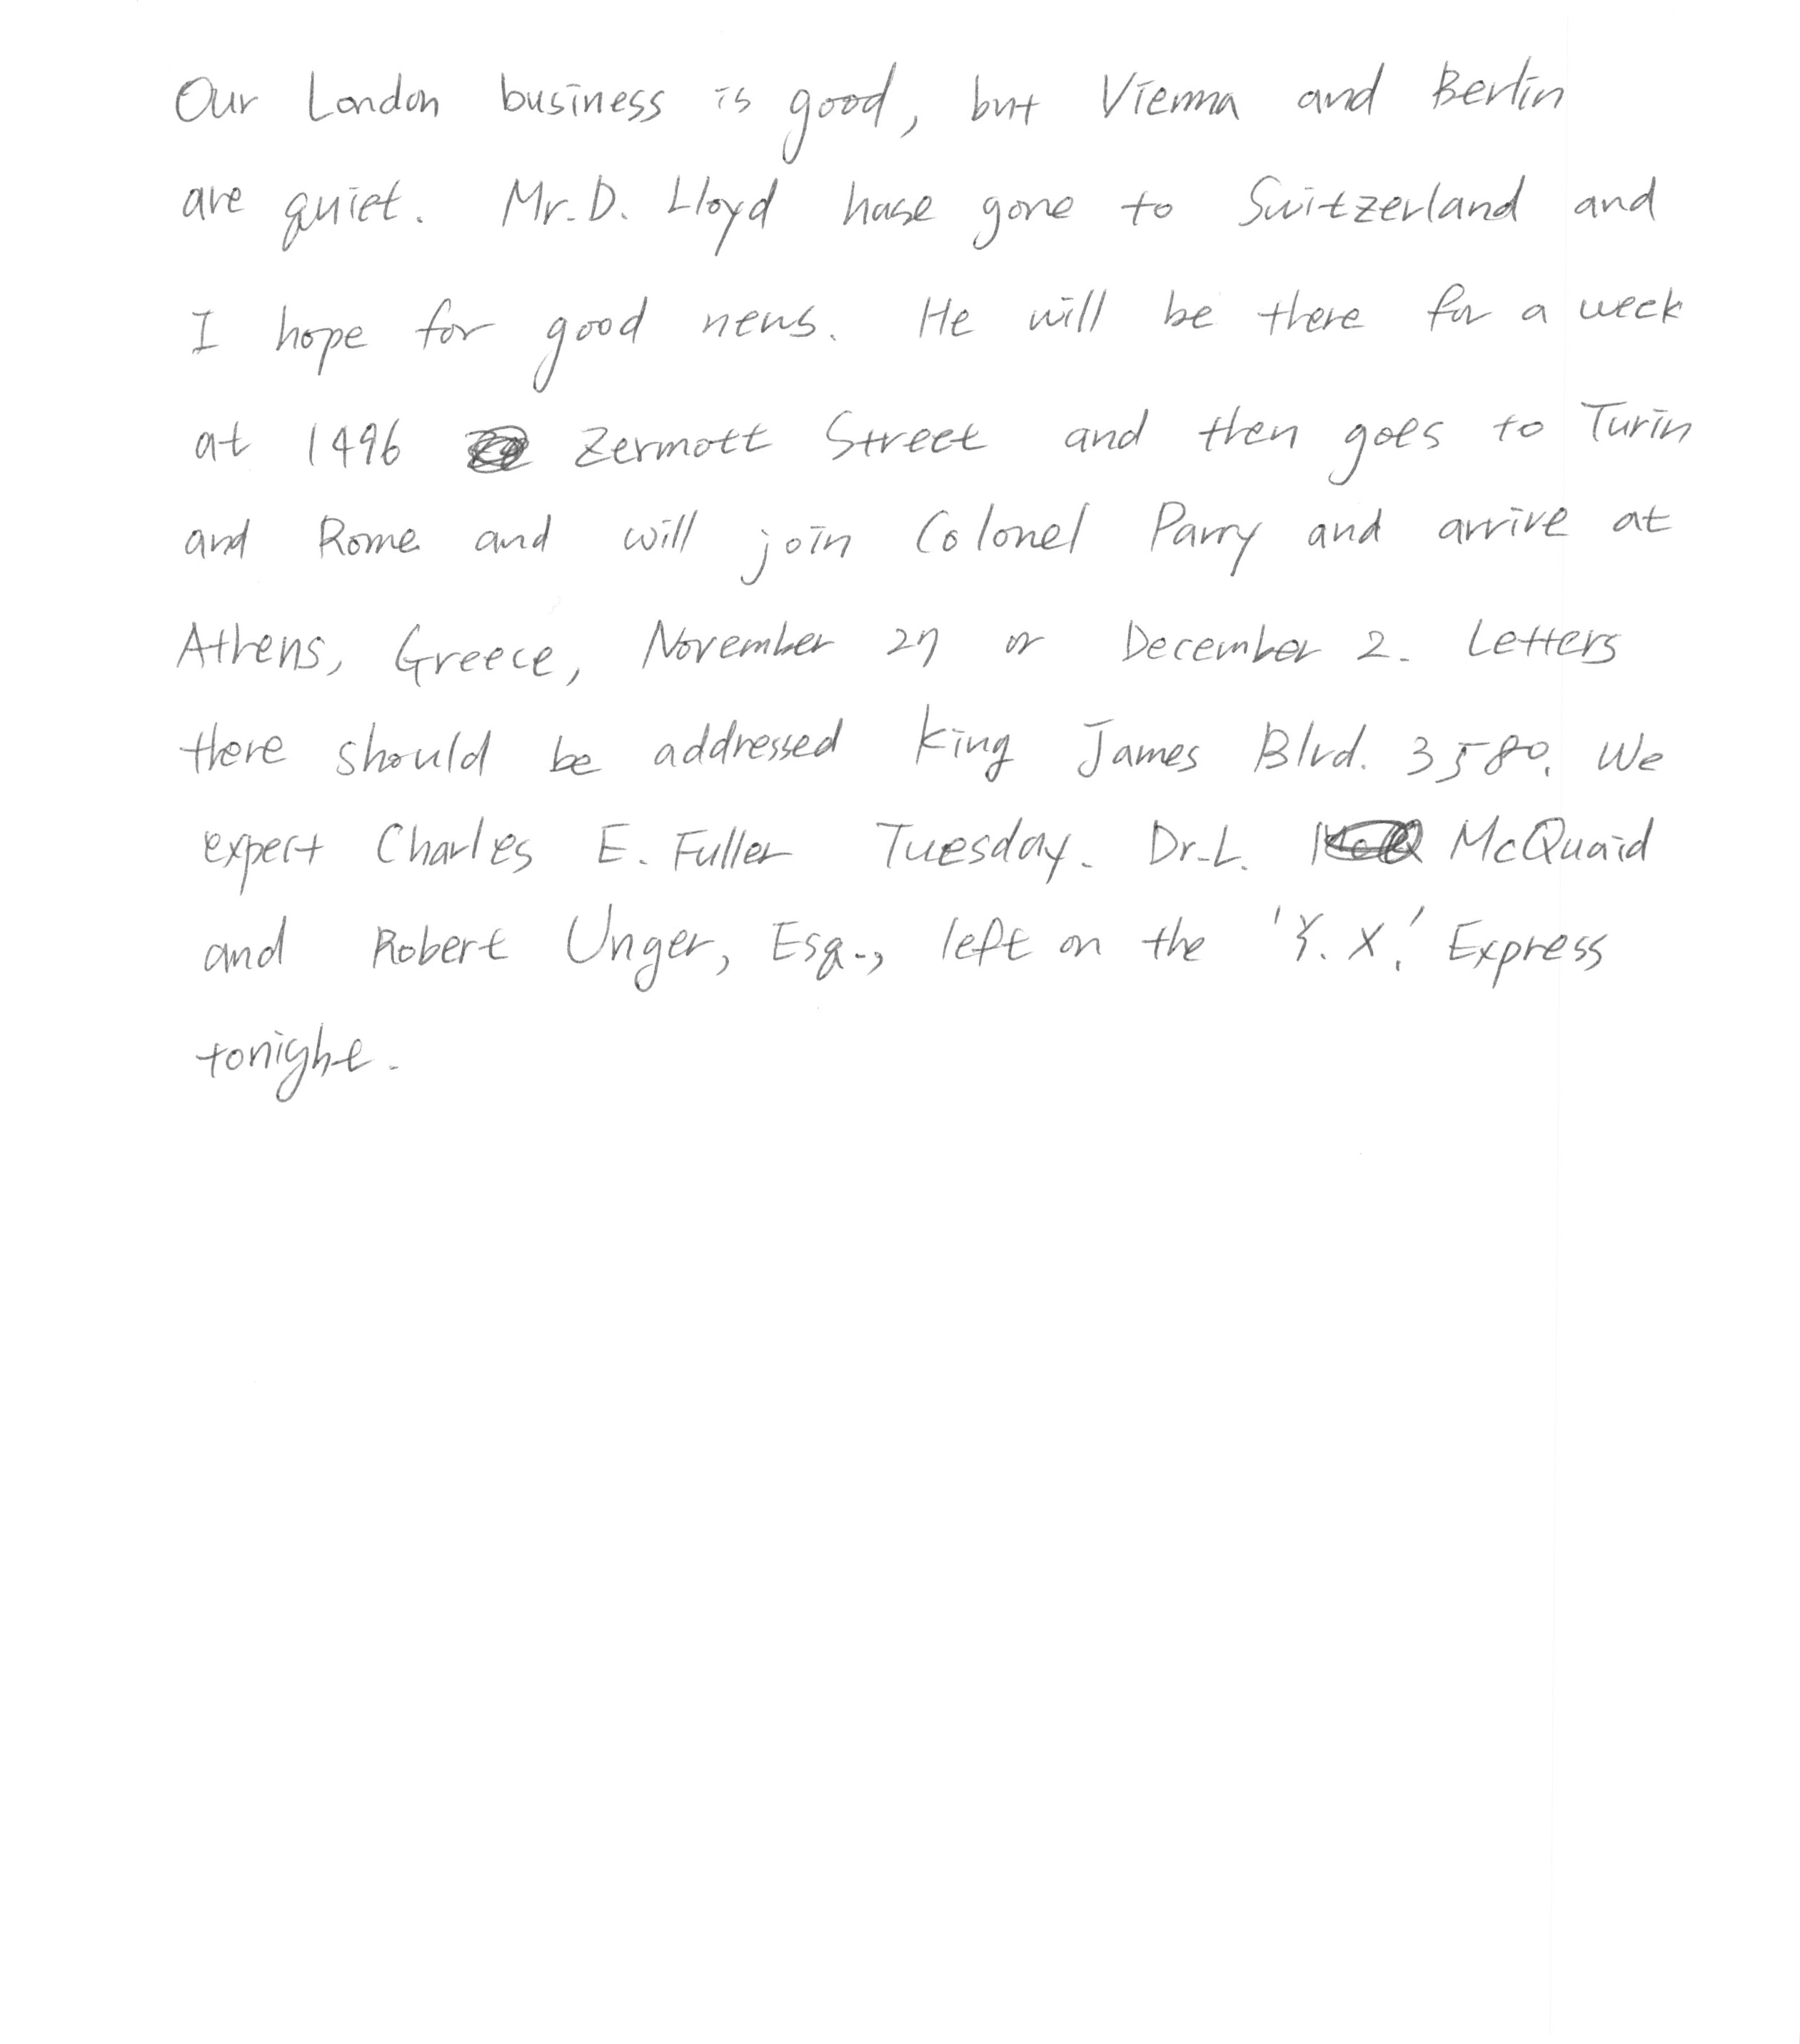 Our London business is good, but Vienna and Berlin
are quiet. Mr. D. Lloyd hase gone to Switzerland and
I hope for good news. He will be there for a week
at 1496 Zermott Street and then goes to Turin
and Rome and will join Colonel Parry and arrive at
Athens, Greece, November 27 or December 2. Letters
there should be addressed King James Blvd. 3580. We
expect Charles E. Fuller Tuesday. Dr. L. McQuaid
and Robert Unger, Esq., left on the 'Y. X.' Express
tonight.